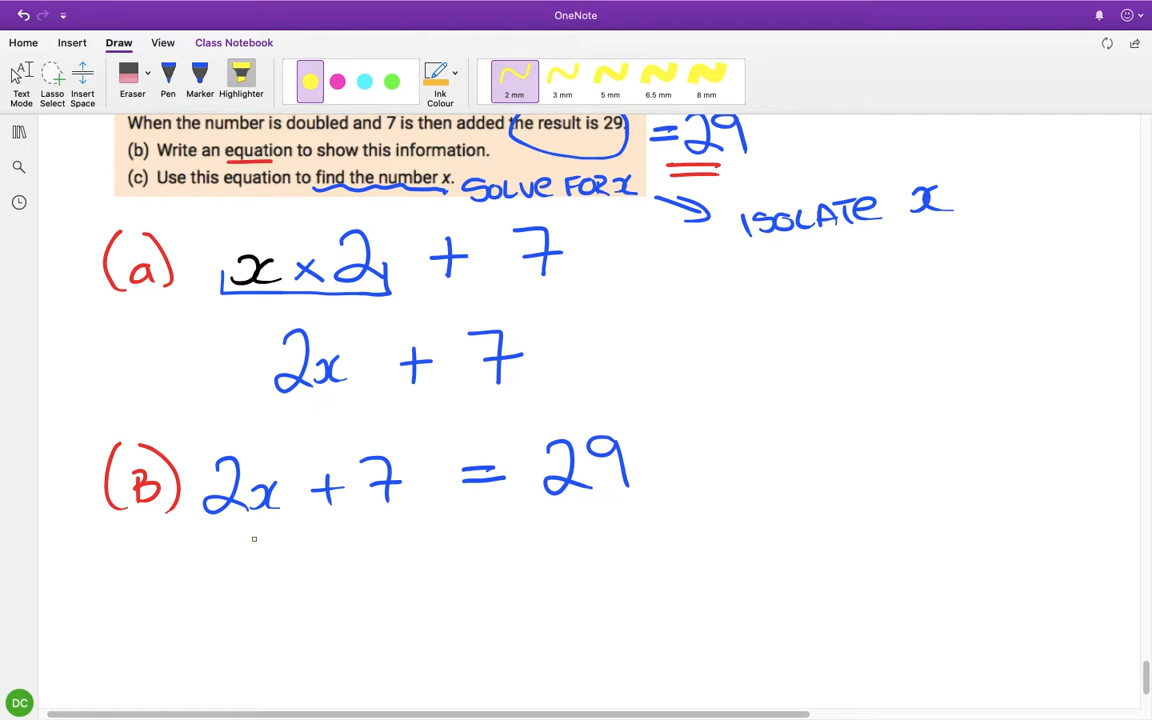 OneNote
Home Insert Draw View Class Notebook
Text Mode
Lasso Select
Insert Space
Eraser
Pen
Marker
Highlighter
Ink Colour
2 mm
3 mm
5 mm
6.5 mm
8 mm
When the number is doubled and 7 is then added the result is 29. = 29
(b) Write an equation to show this information.
(c) Use this equation to find the number x. SOLVE FOR x
ISOLATE x
(a) x × 2 + 7
2x + 7
(B) 2x + 7 = 29
DC